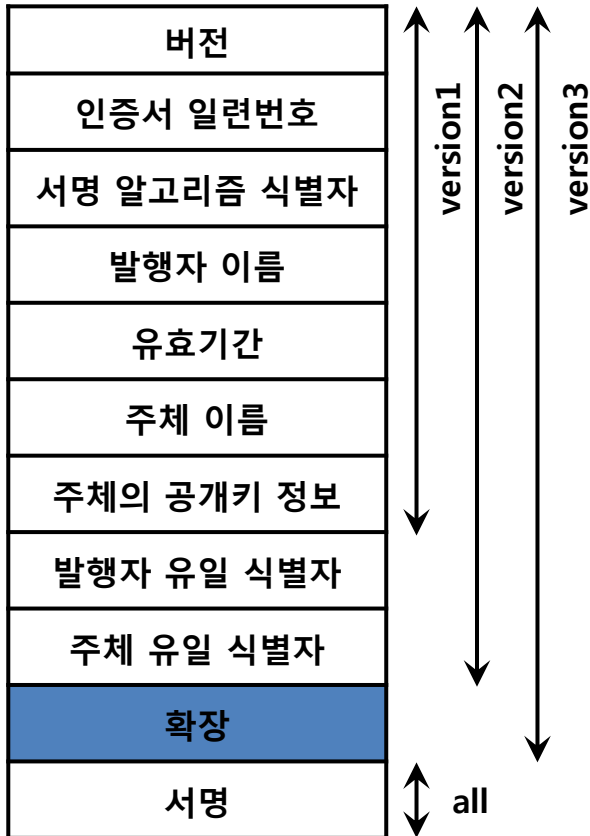 버전
인증서 일련번호
서명 알고리즘 식별자
발행자 이름
유효기간
주체 이름
주체의 공개키 정보
발행자 유일 식별자
주체 유일 식별자
확장
서명
version1
version2
version3
all